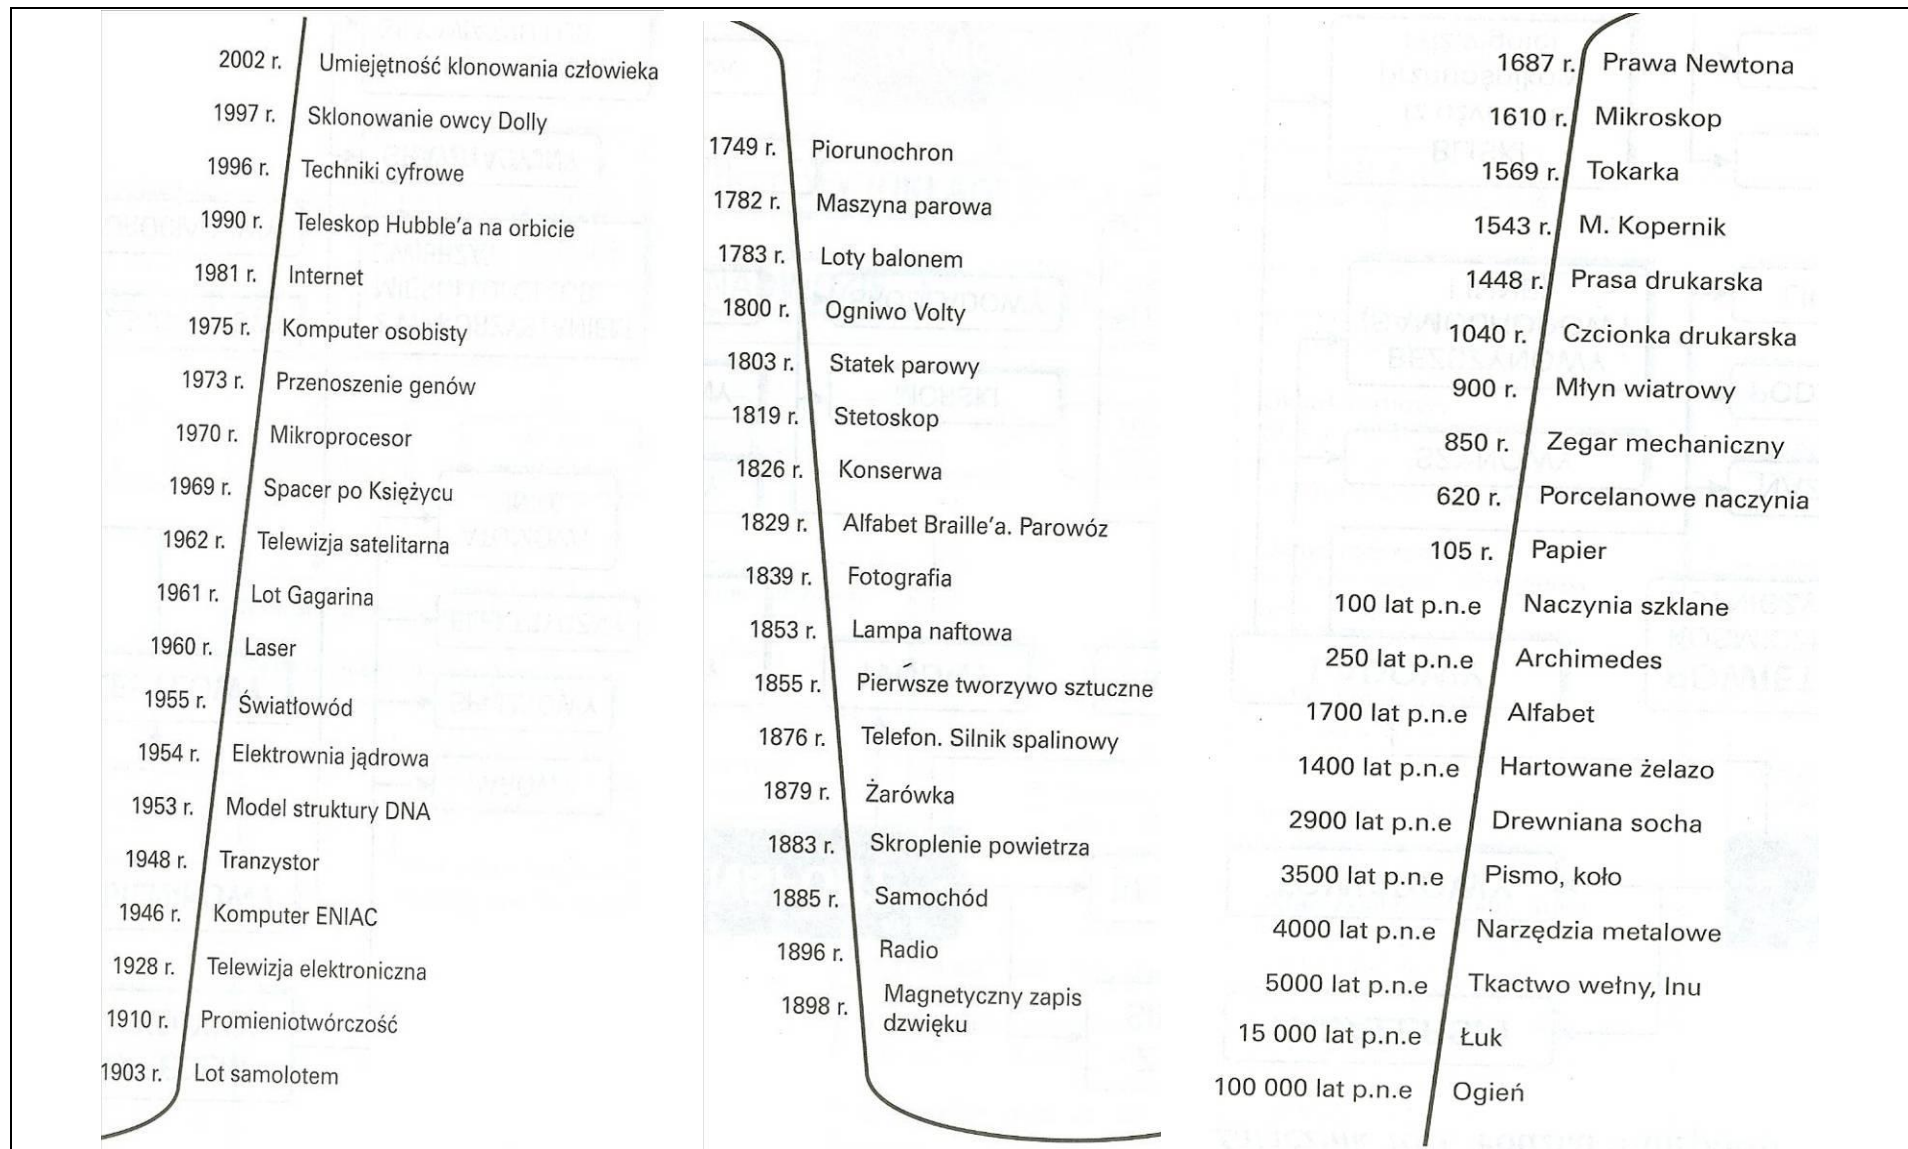 2002 r. Umiejętność klonowania człowieka
1997 r. Sklonowanie owcy Dolly
1996 r. Techniki cyfrowe
1990 r. Teleskop Hubble'a na orbicie
1981 r. Internet
1975 r. Komputer osobisty
1973 r. Przenoszenie genów
1970 r. Mikroprocesor
1969 r. Spacer po Księżycu
1962 r. Telewizja satelitarna
1961 r. Lot Gagarina
1960 r. Laser
1955 r. Światłowód
1954 r. Elektrownia jądrowa
1953 r. Model struktury DNA
1948 r. Tranzystor
1946 r. Komputer ENIAC
1928 r. Telewizja elektroniczna
1910 r. Promieniotwórczość
1903 r. Lot samolotem
1749 r. Piorunochron
1782 r. Maszyna parowa
1783 r. Loty balonem
1800 r. Ogniwo Volty
1803 r. Statek parowy
1819 r. Stetoskop
1826 r. Konserwa
1829 r. Alfabet Braille'a. Parowóz
1839 r. Fotografia
1853 r. Lampa naftowa
1855 r. Pierwsze tworzywo sztuczne
1876 r. Telefon. Silnik spalinowy
1879 r. Żarówka
1883 r. Skroplenie powietrza
1885 r. Samochód
1896 r. Radio
1898 r. Magnetyczny zapis
dzwięku
1687 r. Prawa Newtona
1610 r. Mikroskop
1569 r. Tokarka
1543 r. M. Kopernik
1448 r. Prasa drukarska
1040 r. Czcionka drukarska
900 r. Młyn wiatrowy
850 r. Zegar mechaniczny
620 r. Porcelanowe naczynia
105 r. Papier
100 lat p.n.e Naczynia szklane
250 lat p.n.e Archimedes
1700 lat p.n.e Alfabet
1400 lat p.n.e Hartowane żelazo
2900 lat p.n.e Drewniana socha
3500 lat p.n.e Pismo, koło
4000 lat p.n.e Narzędzia metalowe
5000 lat p.n.e Tkactwo wełny, lnu
15 000 lat p.n.e Łuk
100 000 lat p.n.e Ogień